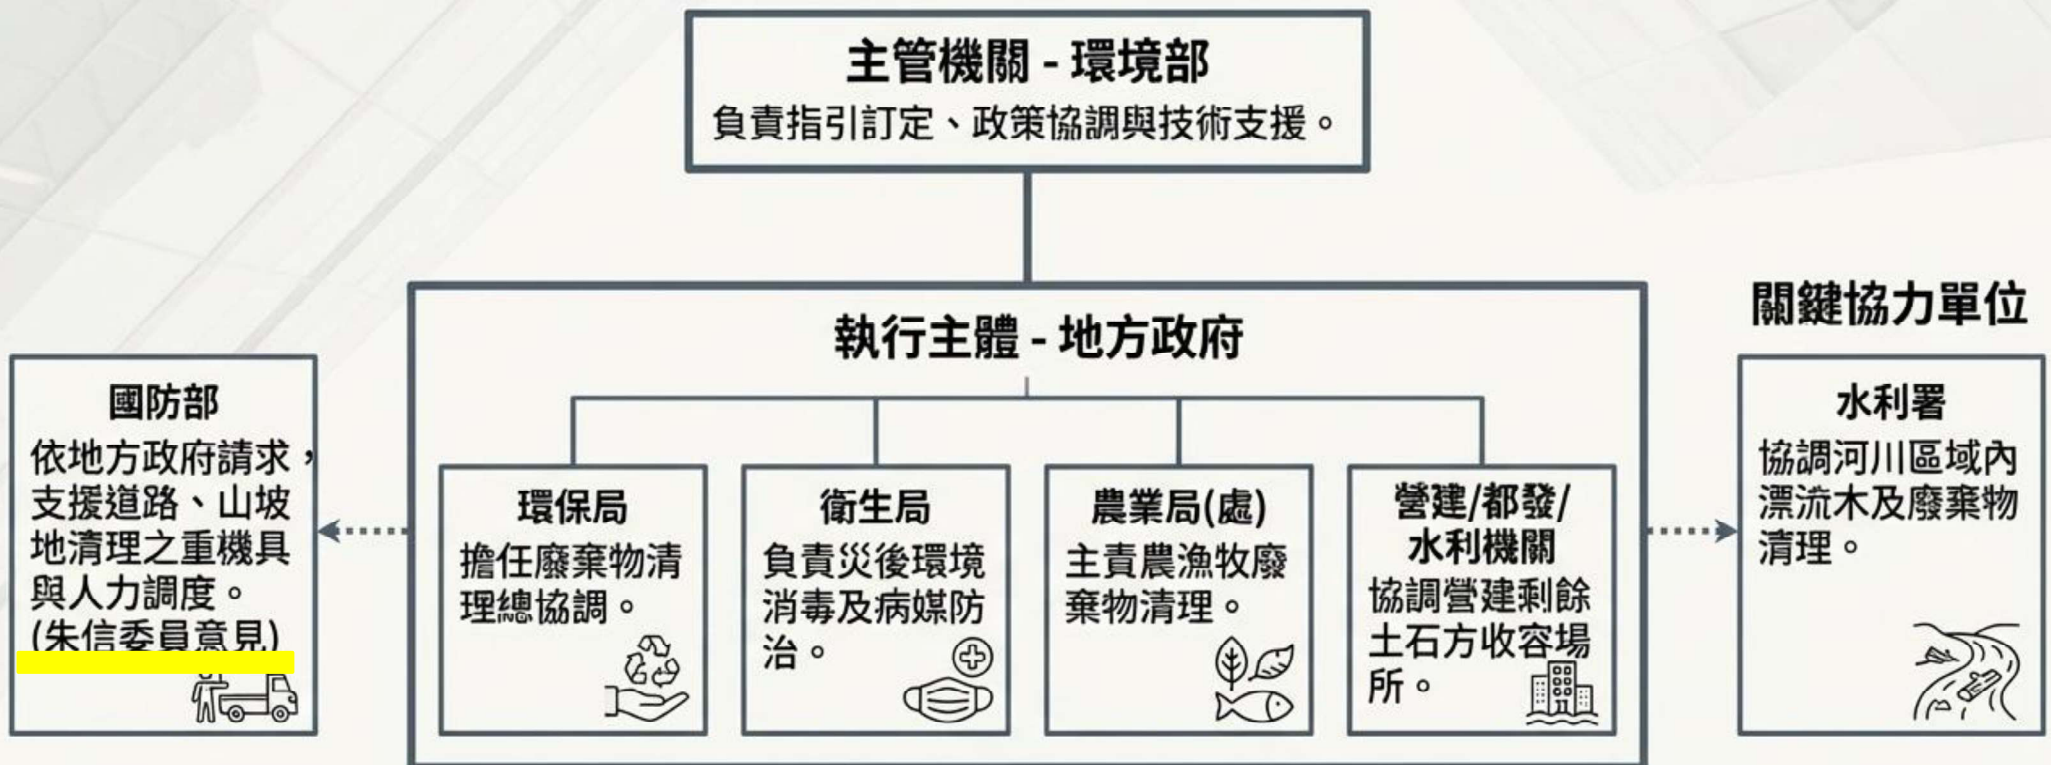 主管機關 - 環境部
負責指引訂定、政策協調與技術支援。
執行主體 - 地方政府
關鍵協力單位
國防部
依地方政府請求，
支援道路、山坡
地清理之重機具
與人力調度。
(朱信委員意見)
環保局
擔任廢棄物清
理總協調。
衛生局
負責災後環境
消毒及病媒防
治。
農業局(處)
主責農漁牧廢
棄物清理。
營建/都發/
水利機關
協調營建剩餘
土石方收容場
所。
水利署
協調河川區域內
漂流木及廢棄物
清理。